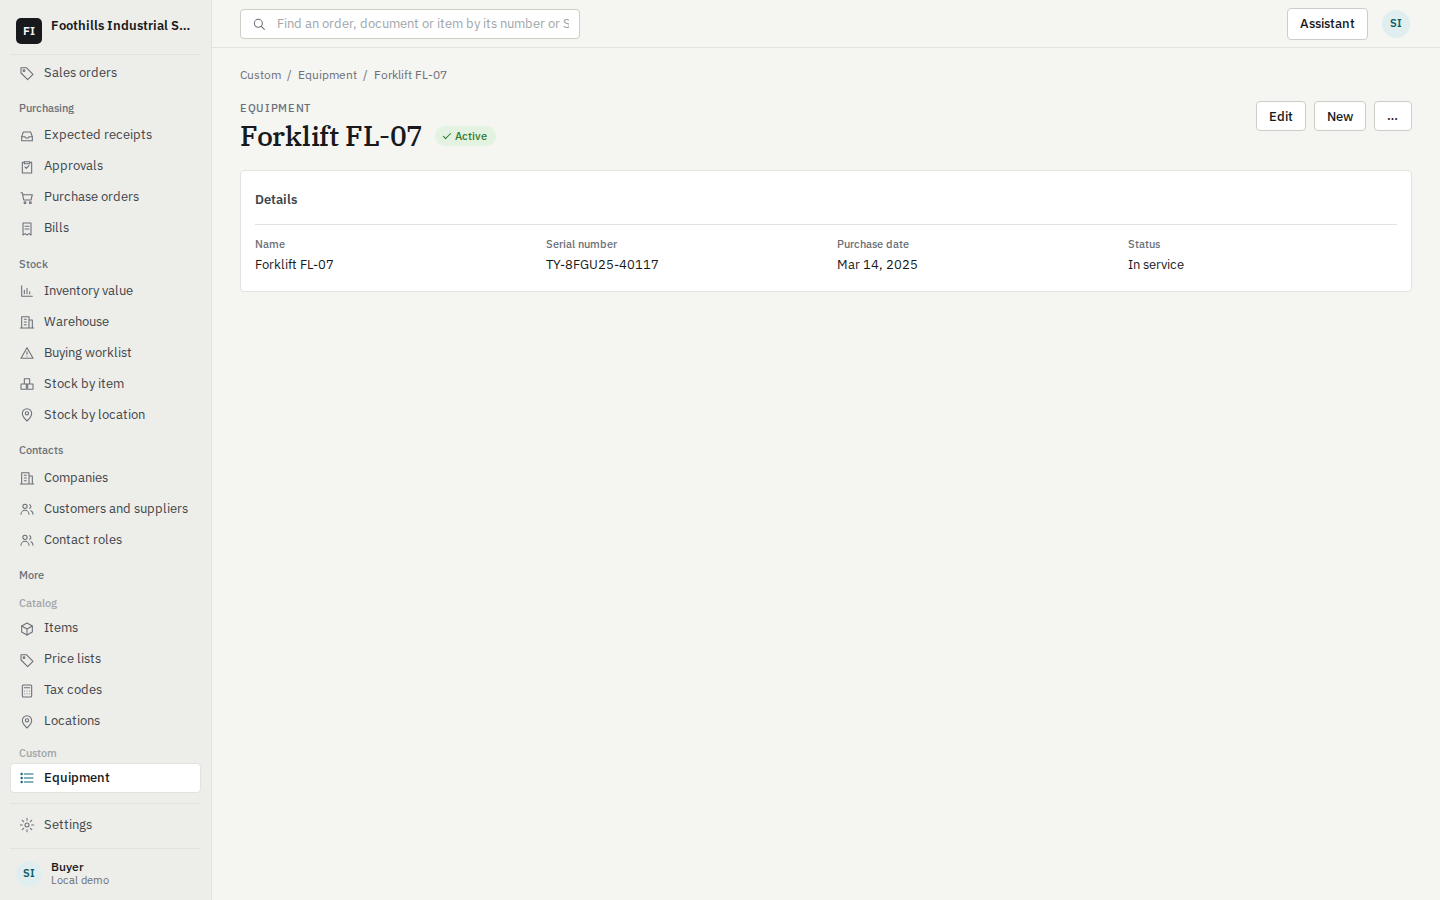 FI
Foothills Industrial S...
Sales orders
Purchasing
Expected receipts
Approvals
Purchase orders
Bills
Stock
Inventory value
Warehouse
Buying worklist
Stock by item
Stock by location
Contacts
Companies
Customers and suppliers
Contact roles
More
Catalog
Items
Price lists
Tax codes
Locations
Custom
Equipment
Settings
SI
Buyer
Local demo
Find an order, document or item by its number or S
Assistant
SI
Custom / Equipment / Forklift FL-07
EQUIPMENT
Forklift FL-07
Active
Edit
New
...
Details
Name
Serial number
Purchase date
Status
Forklift FL-07
TY-8FGU25-40117
Mar 14, 2025
In service